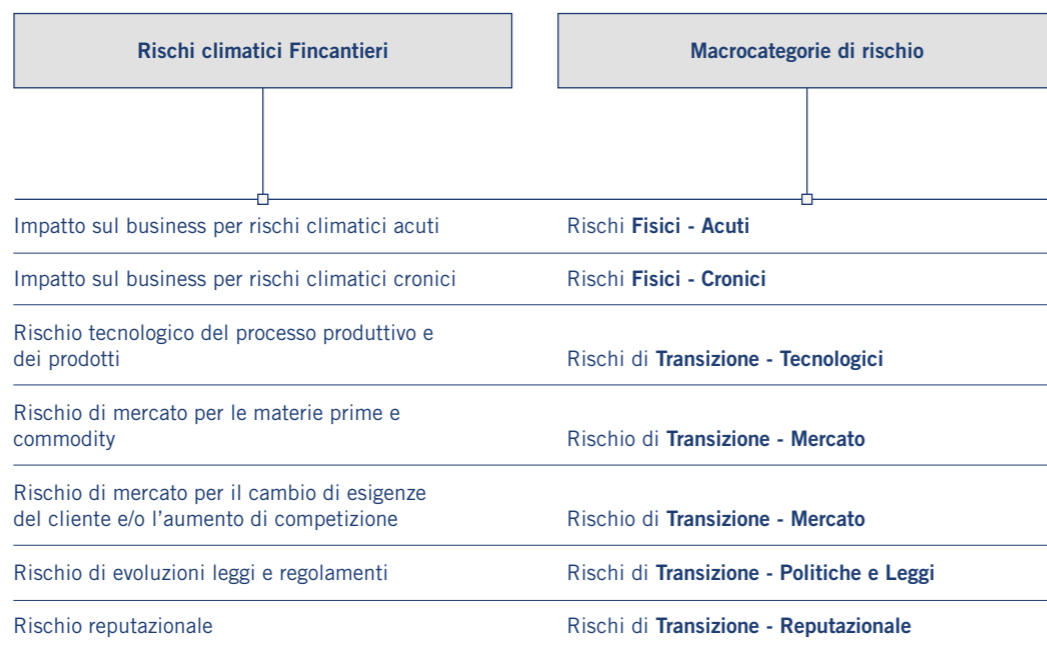 Rischi climatici Fincantieri
Macrocategorie di rischio
Impatto sul business per rischi climatici acuti
Rischi Fisici - Acuti
Impatto sul business per rischi climatici cronici
Rischi Fisici - Cronici
Rischio tecnologico del processo produttivo e
dei prodotti
Rischi di Transizione - Tecnologici
Rischio di mercato per le materie prime e
commodity
Rischio di Transizione - Mercato
Rischio di mercato per il cambio di esigenze
del cliente e/o l’aumento di competizione
Rischio di Transizione - Mercato
Rischio di evoluzioni leggi e regolamenti
Rischi di Transizione - Politiche e Leggi
Rischio reputazionale
Rischi di Transizione - Reputazionale